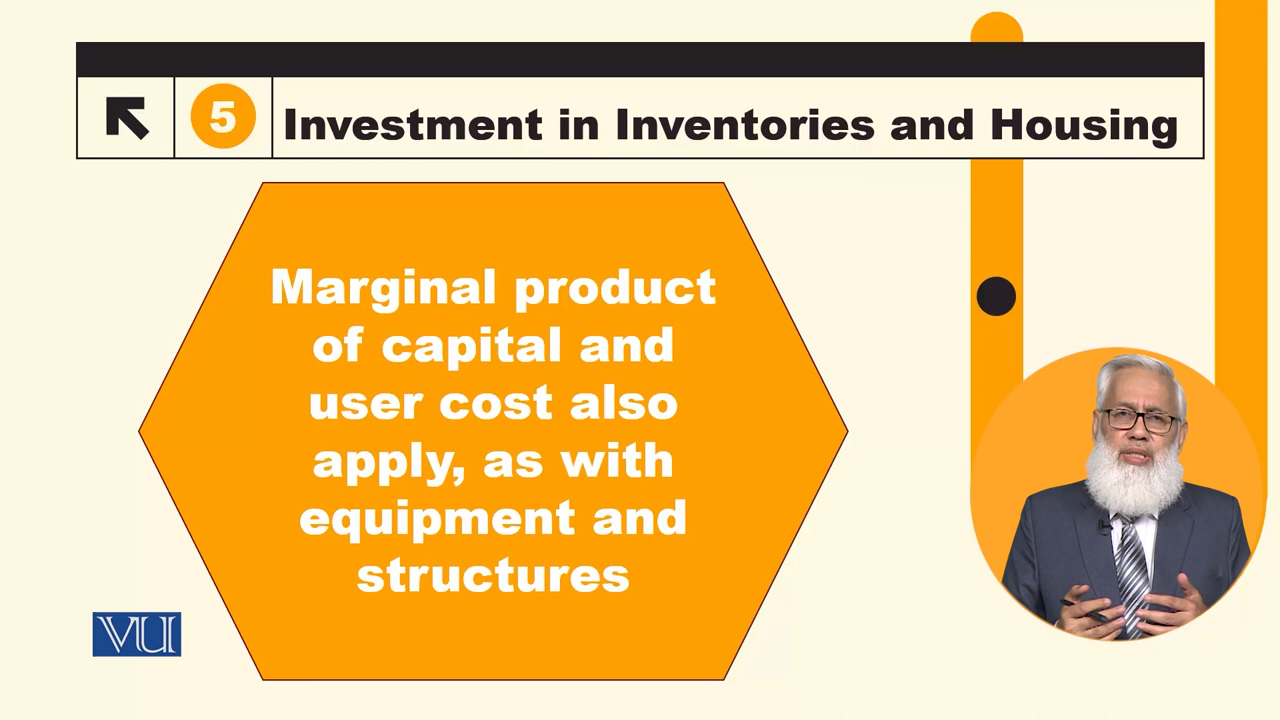 5
Investment in Inventories and Housing
Marginal product
of capital and
user cost also
apply, as with
equipment and
structures
VU